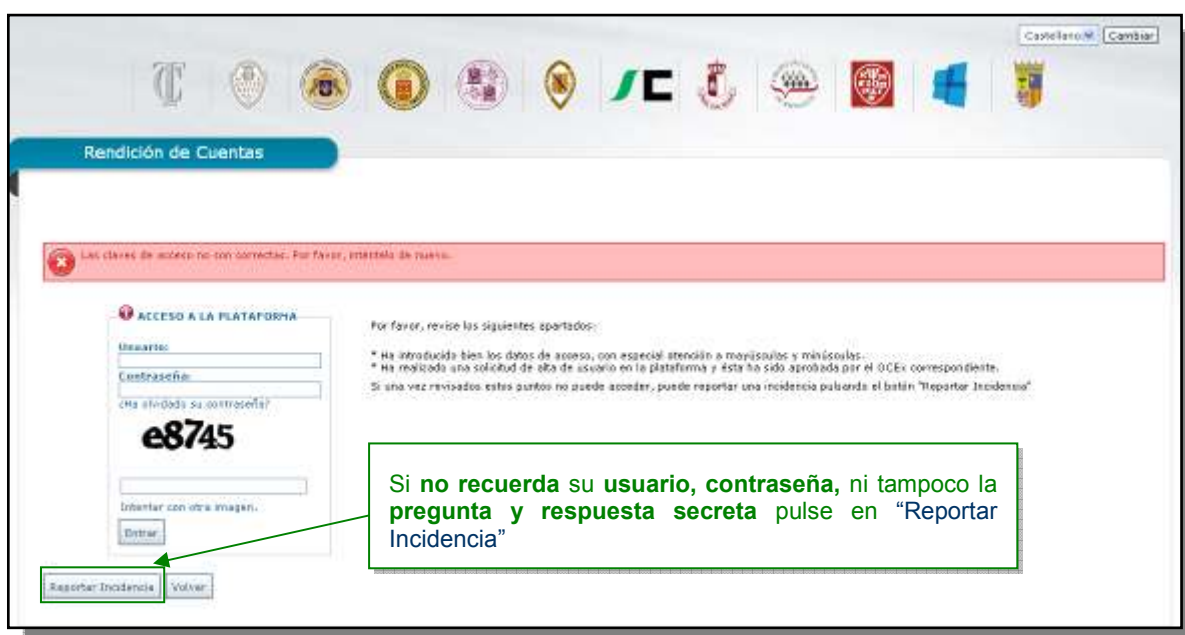 Castellano Cambiar
Rendición de Cuentas
Las claves de acceso no son correctas. Por favor, inténtelo de nuevo.
ACCESO A LA PLATAFORMA
Usuario:
Contraseña:
¿Ha olvidado su contraseña?
e8745
Intentar con otra imagen.
Entrar
Reportar Incidencia Volver
Por favor, revise los siguientes apartados:
* Ha introducido bien los datos de acceso, con especial atención a mayúsculas y minúsculas.
* Ha realizado una solicitud de alta de usuario en la plataforma y ésta ha sido aprobada por el OCEx correspondiente.
Si una vez revisados estos puntos no puede acceder, puede reportar una incidencia pulsando el botón "Reportar Incidencia"
Si no recuerda su usuario, contraseña, ni tampoco la
pregunta y respuesta secreta pulse en “Reportar
Incidencia”